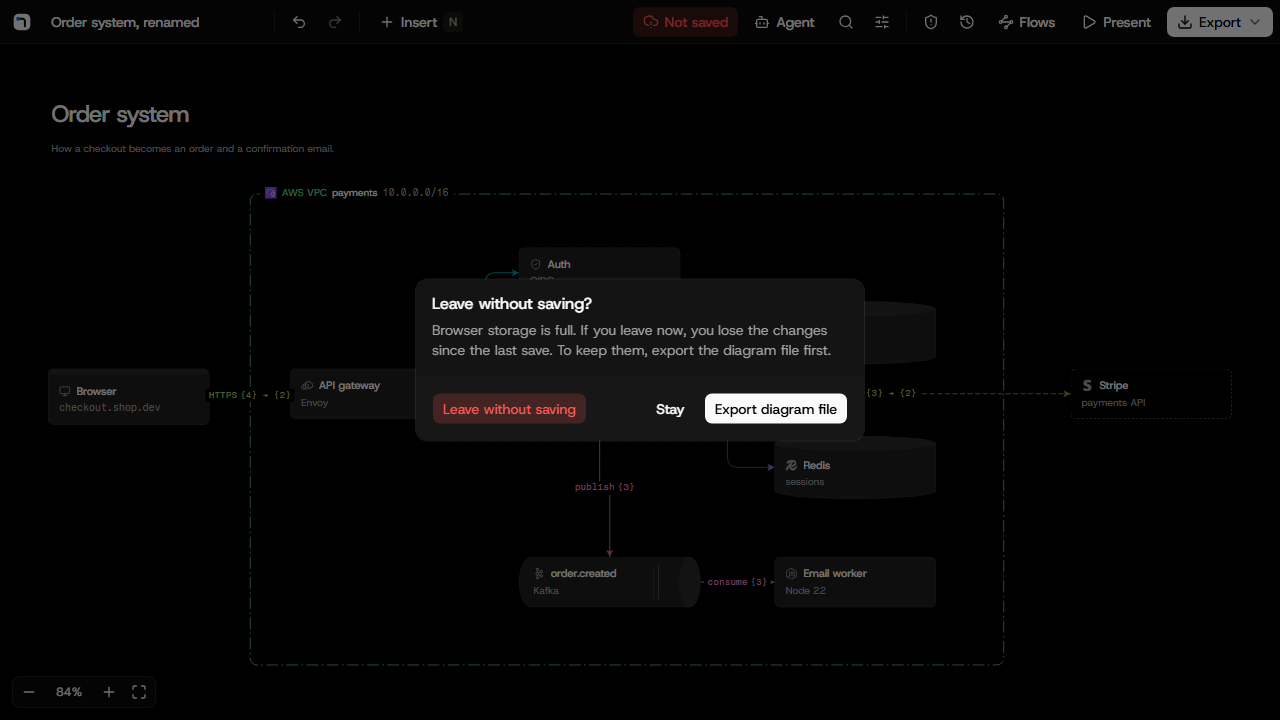 Order system, renamed
Insert N
Not saved
Agent
Flows
Present
Export
Order system
How a checkout becomes an order and a confirmation email.
AWS VPC payments 10.0.0.0/16
Auth
Leave without saving?
Browser storage is full. If you leave now, you lose the changes
since the last save. To keep them, export the diagram file first.
Leave without saving
Stay
Export diagram file
Browser
checkout.shop.dev
HTTPS {4} → {2}
API gateway
Envoy
{3} → {2}
Stripe
payments API
Redis
sessions
publish {3}
order.created
Kafka
consume {3}
Email worker
Node 22
84%